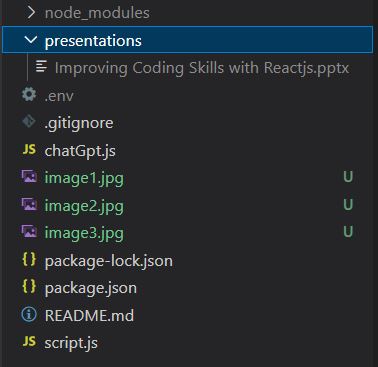 node_modules
presentations
Improving Coding Skills with Reactjs.pptx
.env
.gitignore
JS chatGpt.js
image1.jpg U
image2.jpg U
image3.jpg U
{ } package-lock.json
{ } package.json
README.md
JS script.js